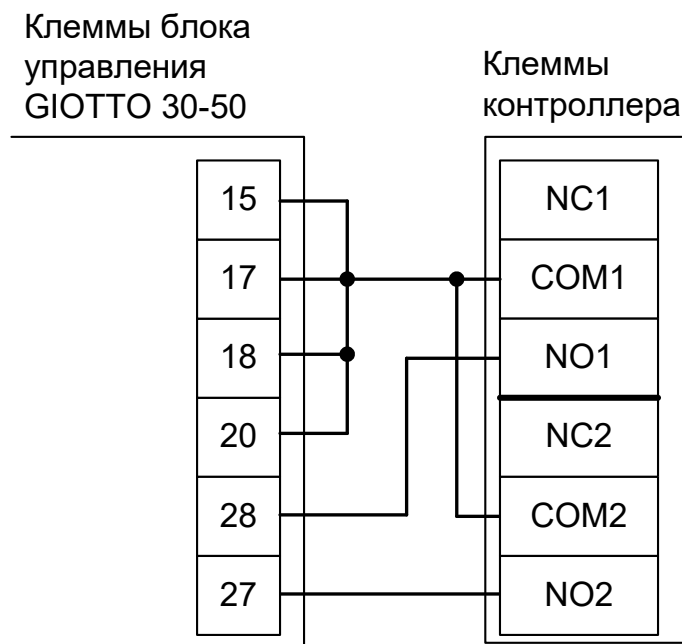 Клеммы блока
управления
GIOTTO 30-50
Клеммы
контроллера
15
17
18
20
28
27
NC1
COM1
NO1
NC2
COM2
NO2